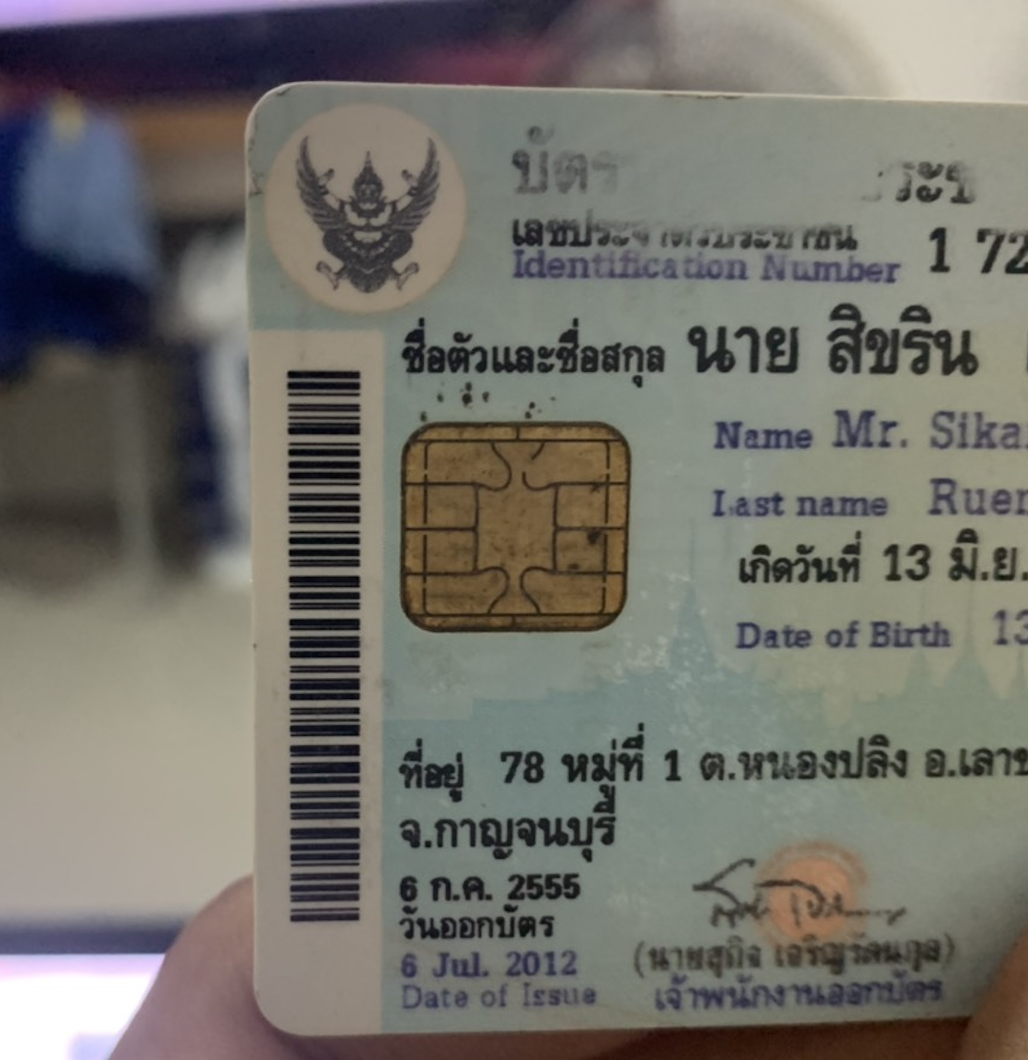 บัตร ระช
เลขประจำตัวประชาชน
Identification Number 1 72
ชื่อตัวและชื่อสกุล นาย สิขริน
Name Mr. Sika
Last name Ruer
เกิดวันที่ 13 มิ.ย.
Date of Birth 13
ที่อยู่ 78 หมู่ที่ 1 ต.หนองปลิง อ.เลาข
จ.กาญจนบุรี
6 ก.ค. 2555
วันออกบัตร
6 Jul. 2012
Date of Issue
(นายสุกิจ เจริญรัตนกุล)
เจ้าพนักงานออกบัตร